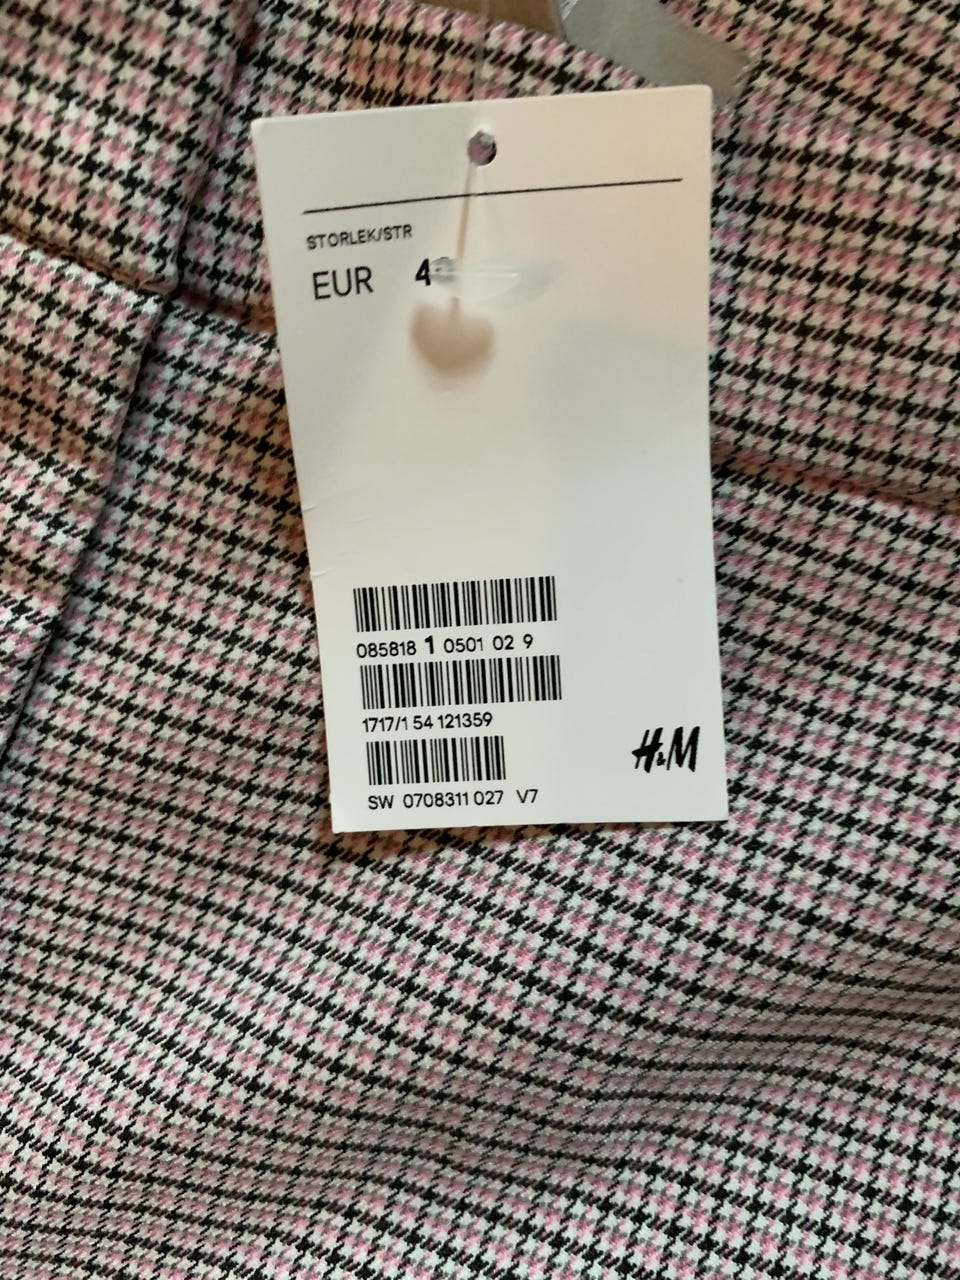 STORLEK/STR
EUR
085818 1 0501 02 9
1717/1 54 121359
H&M
SW 0708311 027 V7